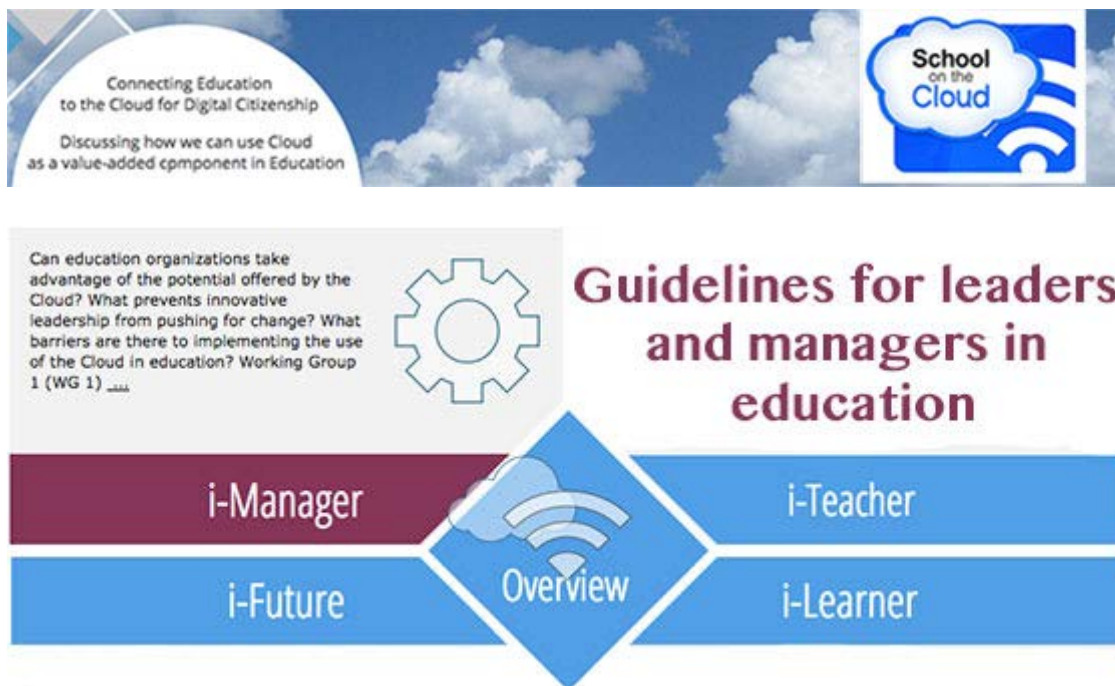 Connecting Education
to the Cloud for Digital Citizenship
Discussing how we can use Cloud
as a value-added cpmponent in Education
School
on the
Cloud
Can education organizations take
advantage of the potential offered by the
Cloud? What prevents innovative
leadership from pushing for change? What
barriers are there to implementing the use
of the Cloud in education? Working Group
1 (WG 1) ....
Guidelines for leaders
and managers in
education
i-Manager
i-Teacher
Overview
i-Future
i-Learner